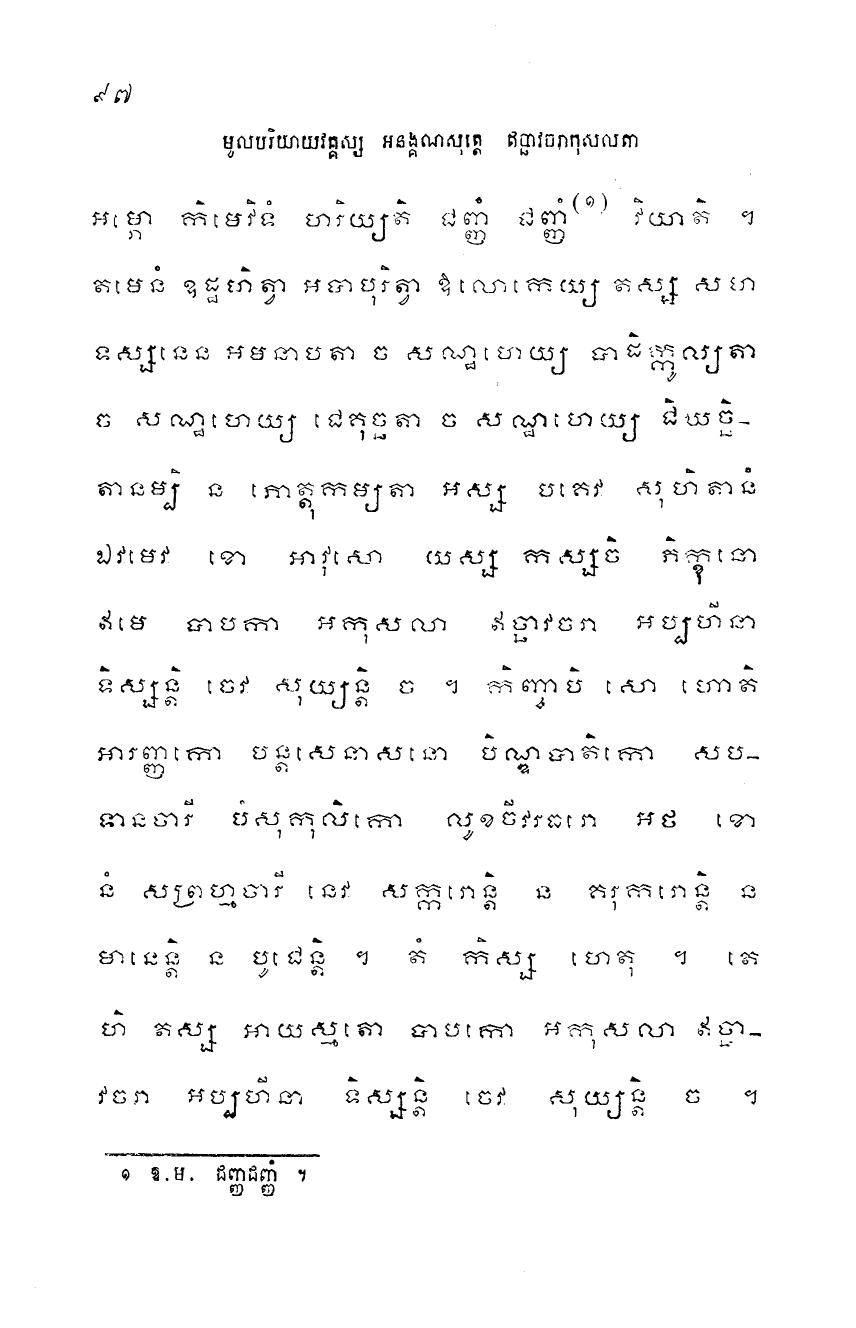 ៩៧
មូលបរិយាយវគ្គស្ស អនង្គណសុត្តេ ឥច្ឆាវចរាកុសលតា
អម្ភោ កិមេវិទំ ហរិយ្យតិ ជញ្ញំ ជញ្ញំ(១) វិយាតិ ។
តមេនំ ឧដ្ឋហិត្វា អបាបុរិត្វា ឱលោកេយ្យ តស្ស សហ
ទស្សនេន អមនាបតា ច សណ្ឋហេយ្យ បាដិក្កូល្យតា
ច សណ្ឋហេយ្យ ជេគុច្ឆតា ច សណ្ឋហេយ្យ ជិឃច្ឆិ-
តានម្បិ ន ភោត្តុកម្យតា អស្ស បគេវ សុហិតានំ
ឯវមេវ ខោ អាវុសោ យស្ស កស្សចិ ភិក្ខុនោ
ឥមេ បាបកា អកុសលា ឥច្ឆាវចរា អប្បហីនា
ទិស្សន្តិ ចេវ សុយ្យន្តិ ច ។ កិញ្ចាបិ សោ ហោតិ
អារញ្ញកោ បន្តសេនាសនោ បិណ្ឌបាតិកោ សប-
ទានចារី បំសុកុលិកោ លូខចីវរធរោ អថ ខោ
នំ សព្រហ្មចារី នេវ សក្ករោន្តិ ន គរុករោន្តិ ន
មានេន្តិ ន បូជេន្តិ ។ តំ កិស្ស ហេតុ ។ តេ
ហិ តស្ស អាយស្មតោ បាបកោ អកុសលា ឥច្ឆា-
វចរា អប្បហីនា ទិស្សន្តិ ចេវ សុយ្យន្តិ ច ។
១ ឱ.ម. ជញ្ញជញ្ញំ ។